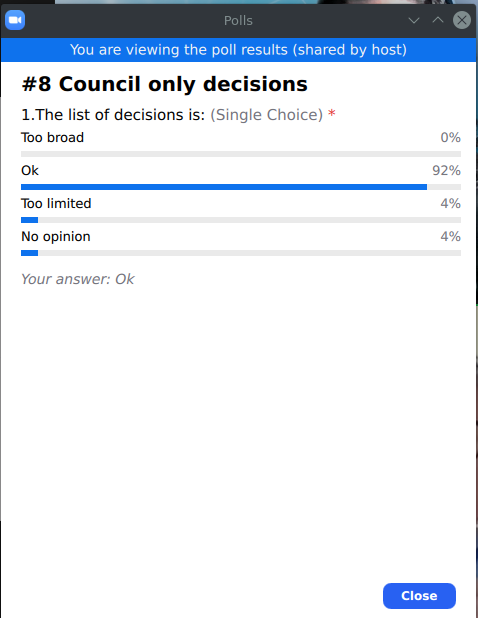 Polls
You are viewing the poll results (shared by host)
#8 Council only decisions
1.The list of decisions is: (Single Choice) *
Too broad 0%
Ok 92%
Too limited 4%
No opinion 4%
Your answer: Ok
Close